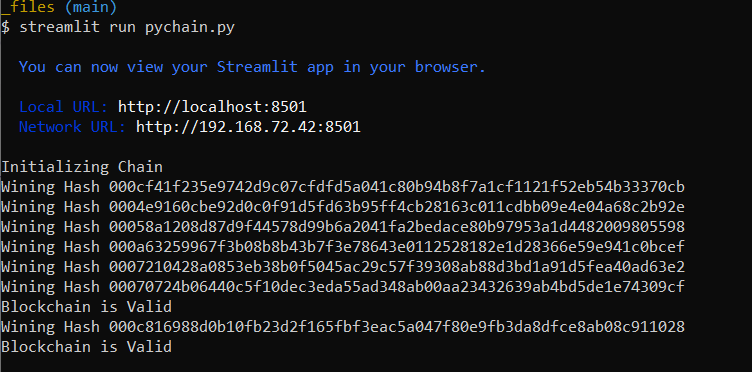 _files (main)
$ streamlit run pychain.py
You can now view your Streamlit app in your browser.
Local URL: http://localhost:8501
Network URL: http://192.168.72.42:8501
Initializing Chain
Wining Hash 000cf41f235e9742d9c07cfdfd5a041c80b94b8f7a1cf1121f52eb54b33370cb
Wining Hash 0004e9160cbe92d0c0f91d5fd63b95ff4cb28163c011cdbb09e4e04a68c2b92e
Wining Hash 00058a1208d87d9f44578d99b6a2041fa2bedace80b97953a1d4482009805598
Wining Hash 000a63259967f3b08b8b43b7f3e78643e0112528182e1d28366e59e941c0bcef
Wining Hash 0007210428a0853eb38b0f5045ac29c57f39308ab88d3bd1a91d5fea40ad63e2
Wining Hash 00070724b06440c5f10dec3eda55ad348ab00aa23432639ab4bd5de1e74309cf
Blockchain is Valid
Wining Hash 000c816988d0b10fb23d2f165fbf3eac5a047f80e9fb3da8dfce8ab08c911028
Blockchain is Valid